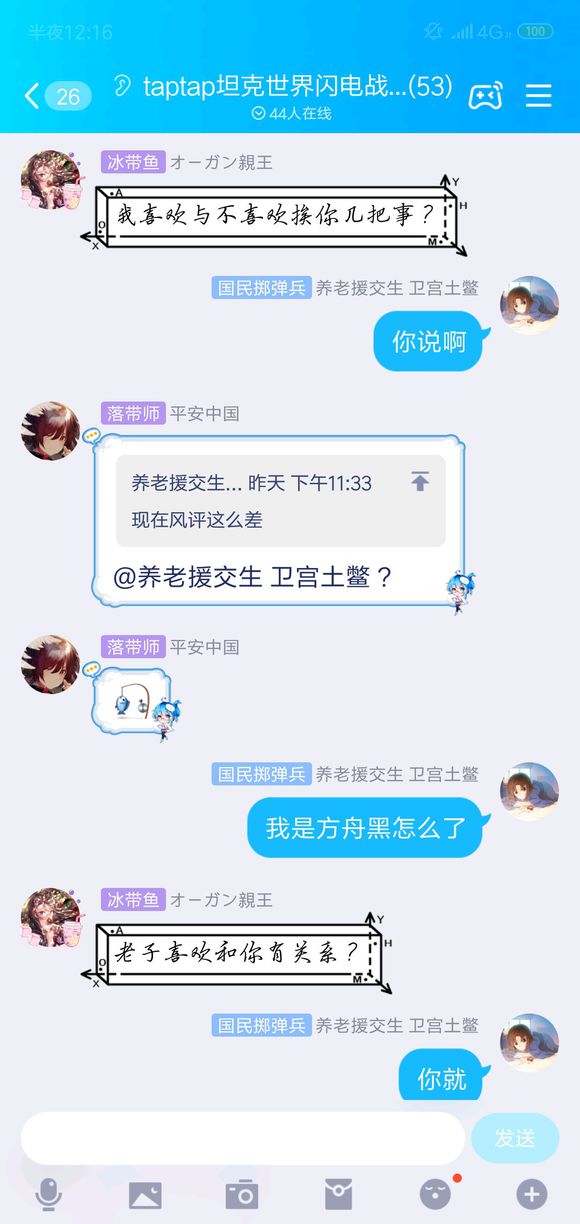 半夜12:16
4G
100
26
taptap坦克世界闪电战...(53)
44人在线
冰带鱼 オーガン親王
我喜欢与不喜欢挨你几把事？
A
Y
H
O
X
M
国民掷弹兵 养老援交生 卫宫土鳖
你说啊
落带师 平安中国
养老援交生... 昨天 下午11:33
现在风评这么差
@养老援交生 卫宫土鳖？
落带师 平安中国
国民掷弹兵 养老援交生 卫宫土鳖
我是方舟黑怎么了
冰带鱼 オーガン親王
老子喜欢和你有关系？
A
Y
H
O
X
M
国民掷弹兵 养老援交生 卫宫土鳖
你就
发送